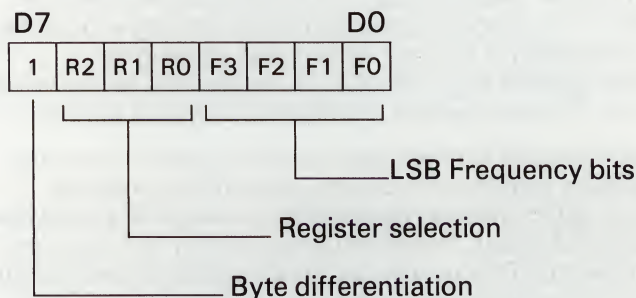 D7 D0
1 R2 R1 R0 F3 F2 F1 F0
LSB Frequency bits
Register selection
Byte differentiation